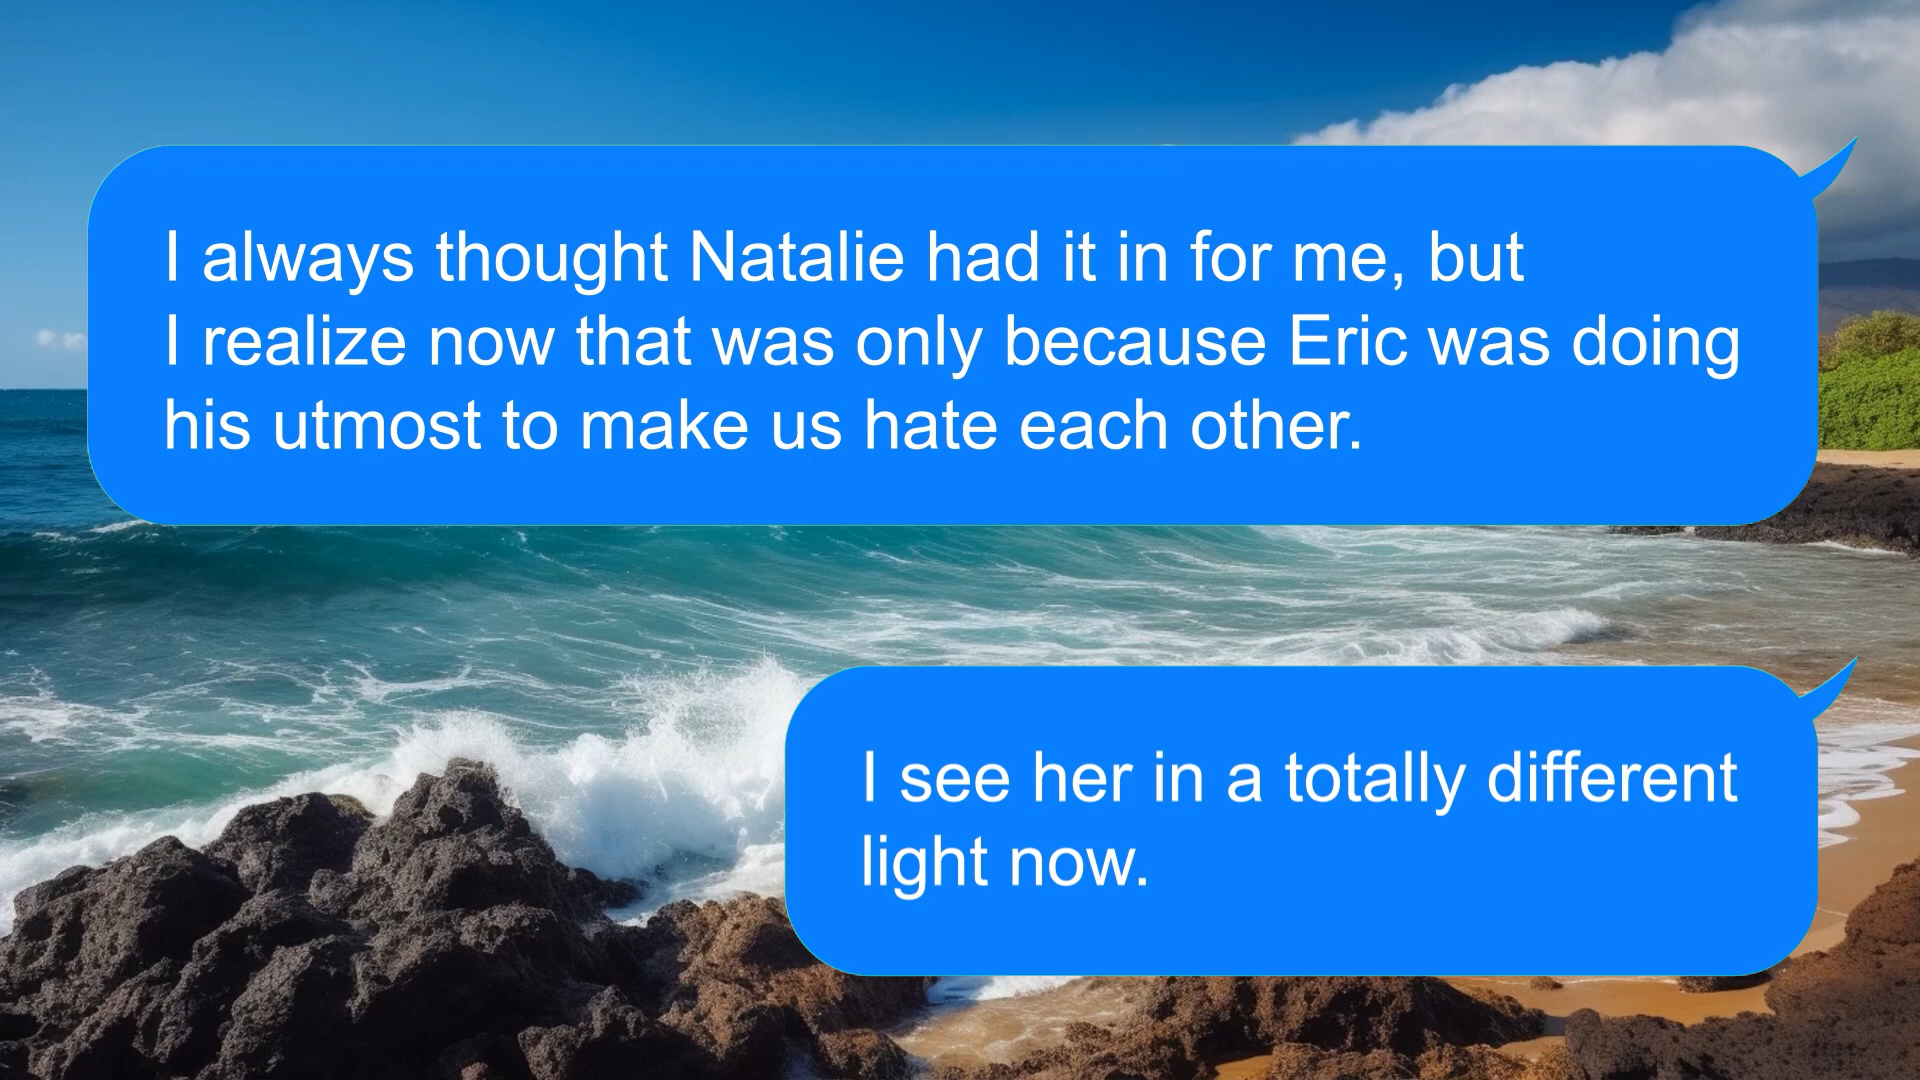 I always thought Natalie had it in for me, but
I realize now that was only because Eric was doing
his utmost to make us hate each other.
I see her in a totally different
light now.